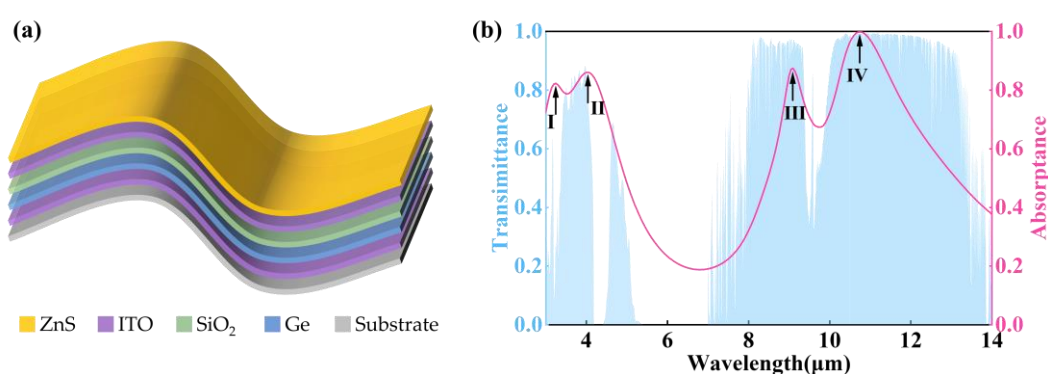 (a)
ZnS ITO SiO₂ Ge Substrate
(b)
Transimittance
1.0
0.8
0.6
0.4
0.2
0.0
I
II
III
IV
1.0
0.8
0.6
0.4
0.2
0.0
Absorptance
4 6 8 10 12 14
Wavelength(μm)